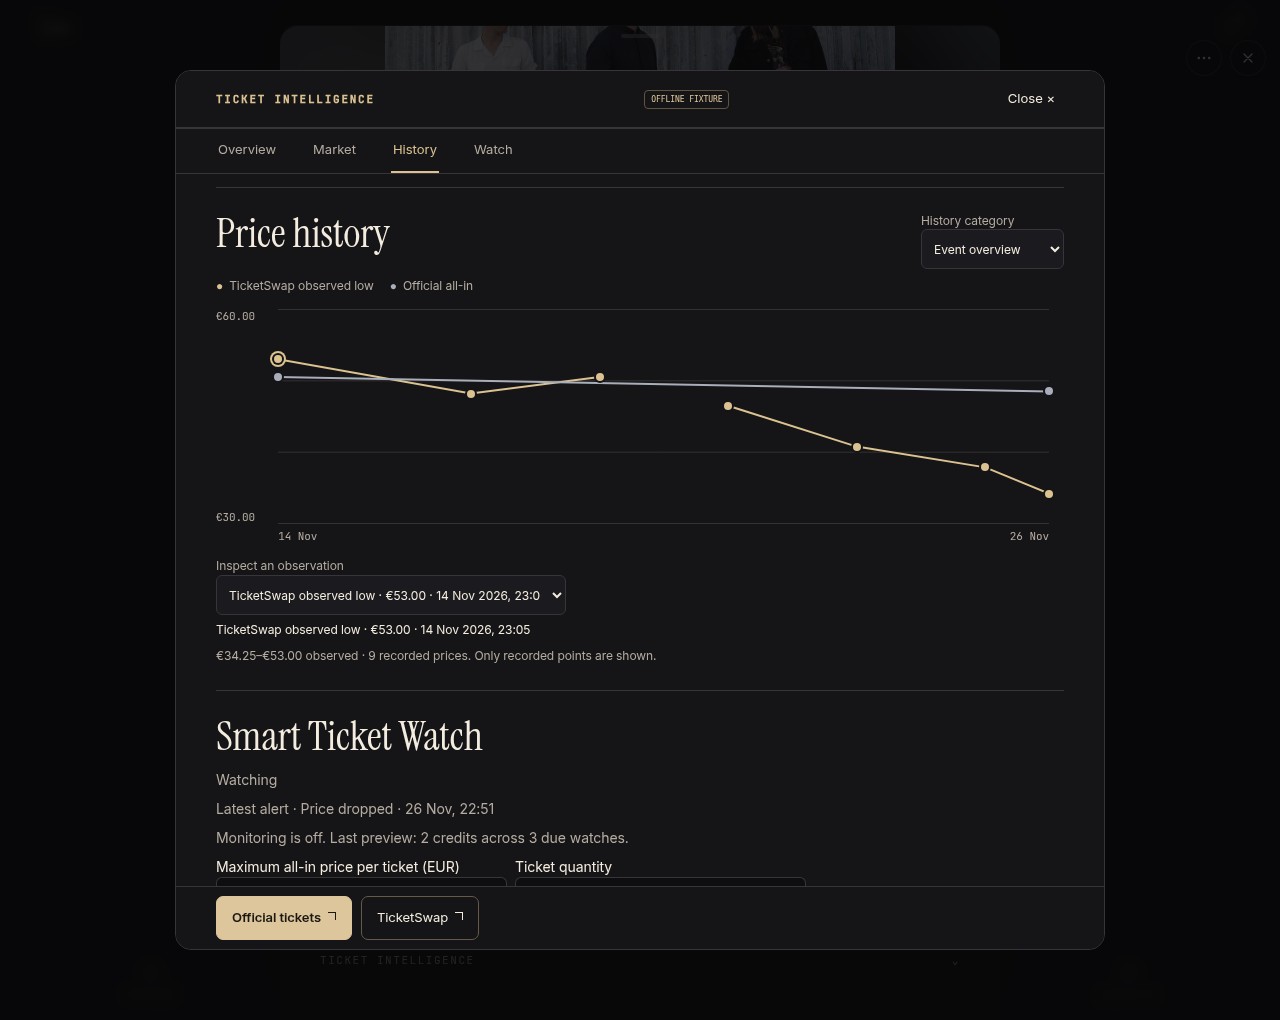 TICKET INTELLIGENCE
OFFLINE FIXTURE
Close ×
Overview
Market
History
Watch
Price history
History category
Event overview
TicketSwap observed low
Official all-in
€60.00
€30.00
14 Nov
26 Nov
Inspect an observation
TicketSwap observed low · €53.00 · 14 Nov 2026, 23:0
TicketSwap observed low · €53.00 · 14 Nov 2026, 23:05
€34.25–€53.00 observed · 9 recorded prices. Only recorded points are shown.
Smart Ticket Watch
Watching
Latest alert · Price dropped · 26 Nov, 22:51
Monitoring is off. Last preview: 2 credits across 3 due watches.
Maximum all-in price per ticket (EUR)
Ticket quantity
Official tickets
TicketSwap
TICKET INTELLIGENCE